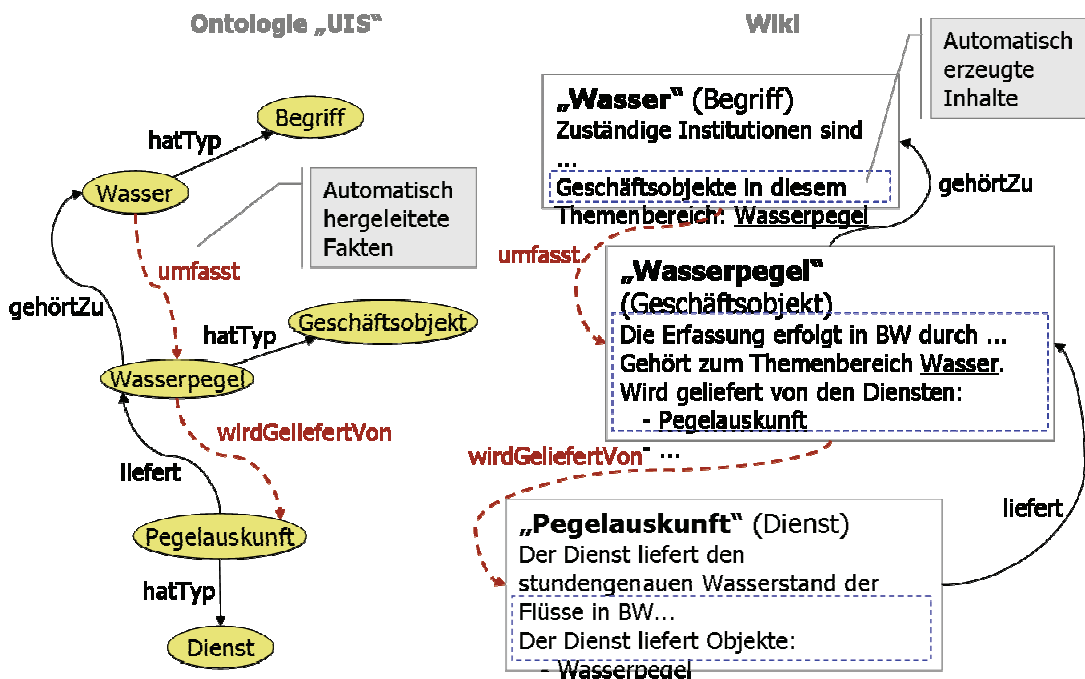 Ontologie „UIS“
Begriff
hatTyp
Wasser
Automatisch
hergeleitete
Fakten
umfasst
gehörtZu
hatTyp
Geschäftsobjekt
Wasserpegel
wirdGeliefertVon
liefert
Pegelauskunft
hatTyp
Dienst
Wiki
Automatisch
erzeugte
Inhalte
„Wasser“ (Begriff)
Zuständige Institutionen sind
...
Geschäftsobjekte in diesem
Themenbereich: Wasserpegel
gehörtZu
umfasst
„Wasserpegel“
(Geschäftsobjekt)
Die Erfassung erfolgt in BW durch ...
Gehört zum Themenbereich Wasser.
Wird geliefert von den Diensten:
- Pegelauskunft
- ...
wirdGeliefertVon
liefert
„Pegelauskunft“ (Dienst)
Der Dienst liefert den
stundengenauen Wasserstand der
Flüsse in BW...
Der Dienst liefert Objekte:
- Wasserpegel